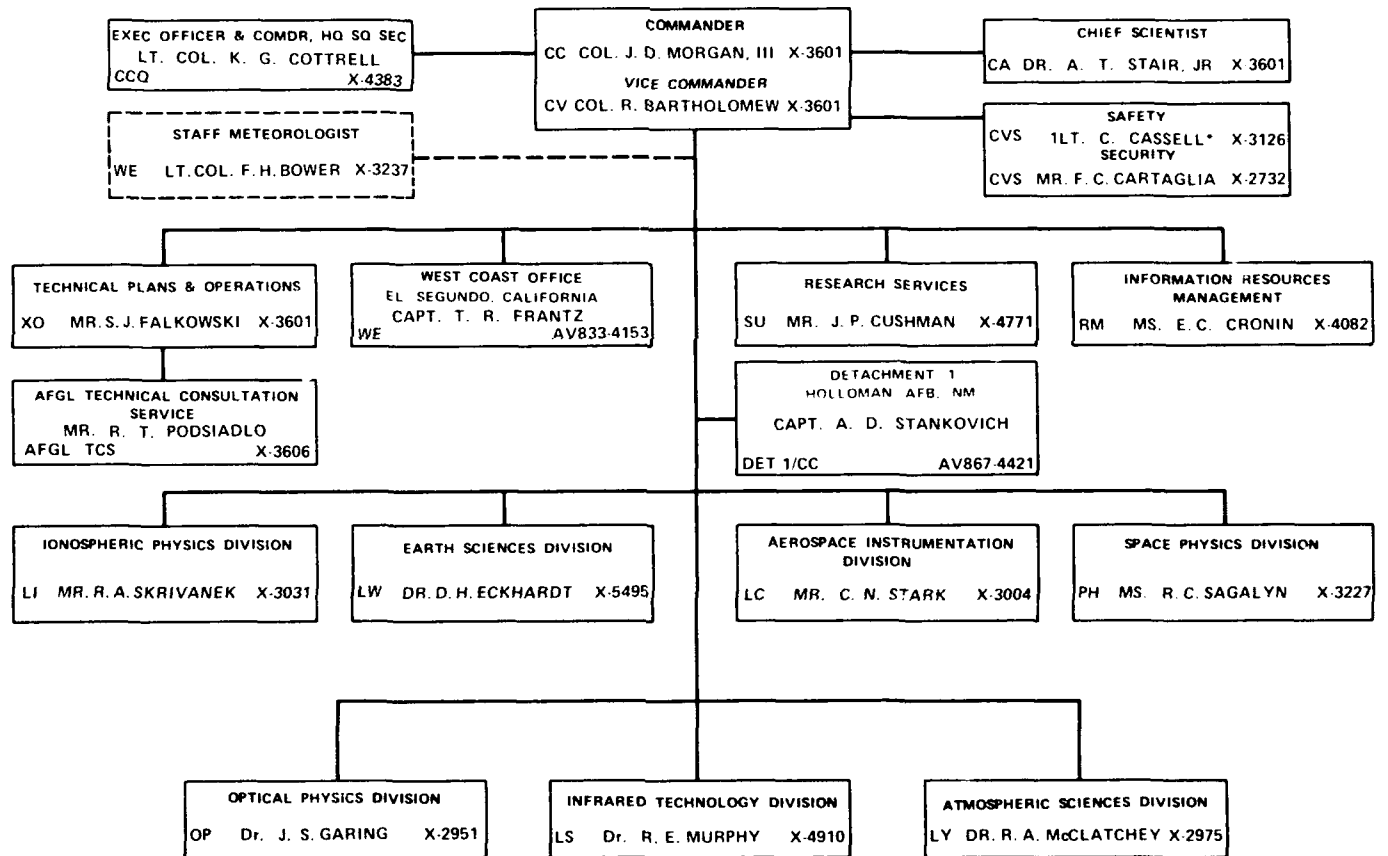 EXEC OFFICER & COMDR, HQ SQ SEC
LT. COL. K. G. COTTRELL
CCQ X-4383
COMMANDER
CC COL. J. D. MORGAN, III X-3601
VICE COMMANDER
CV COL. R. BARTHOLOMEW X-3601
CHIEF SCIENTIST
CA DR. A. T. STAIR, JR X-3601
STAFF METEOROLOGIST
WE LT. COL. F. H. BOWER X-3237
SAFETY
CVS 1LT. C. CASSELL* X-3126
SECURITY
CVS MR. F. C. CARTAGLIA X-2732
TECHNICAL PLANS & OPERATIONS
XO MR. S. J. FALKOWSKI X-3601
WEST COAST OFFICE
EL SEGUNDO, CALIFORNIA
CAPT. T. R. FRANTZ
WE AV833-4153
RESEARCH SERVICES
SU MR. J. P. CUSHMAN X-4771
INFORMATION RESOURCES
MANAGEMENT
RM MS. E. C. CRONIN X-4082
AFGL TECHNICAL CONSULTATION
SERVICE
MR. R. T. PODSIADLO
AFGL TCS X-3606
DETACHMENT 1
HOLLOMAN AFB, NM
CAPT. A. D. STANKOVICH
DET 1/CC AV867-4421
IONOSPHERIC PHYSICS DIVISION
LI MR. R. A. SKRIVANEK X-3031
EARTH SCIENCES DIVISION
LW DR. D. H. ECKHARDT X-5495
AEROSPACE INSTRUMENTATION
DIVISION
LC MR. C. N. STARK X-3004
SPACE PHYSICS DIVISION
PH MS. R. C. SAGALYN X-3227
OPTICAL PHYSICS DIVISION
OP Dr. J. S. GARING X-2951
INFRARED TECHNOLOGY DIVISION
LS Dr. R. E. MURPHY X-4910
ATMOSPHERIC SCIENCES DIVISION
LY DR. R. A. McCLATCHEY X-2975